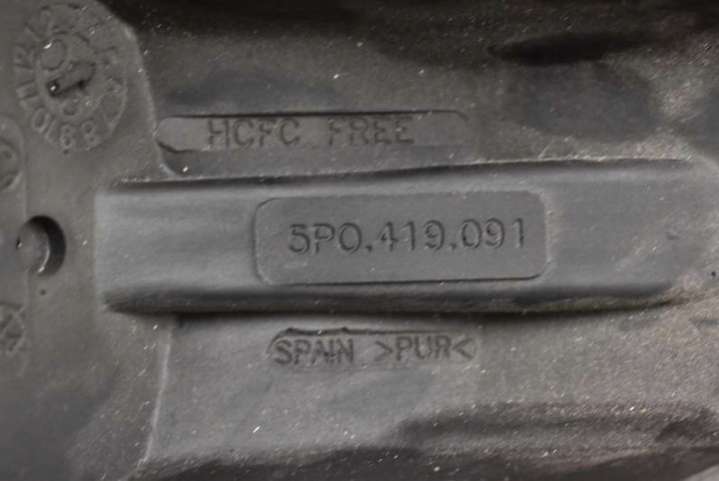 HCFC FREE
5P0.419.091
SPAIN >PUR<